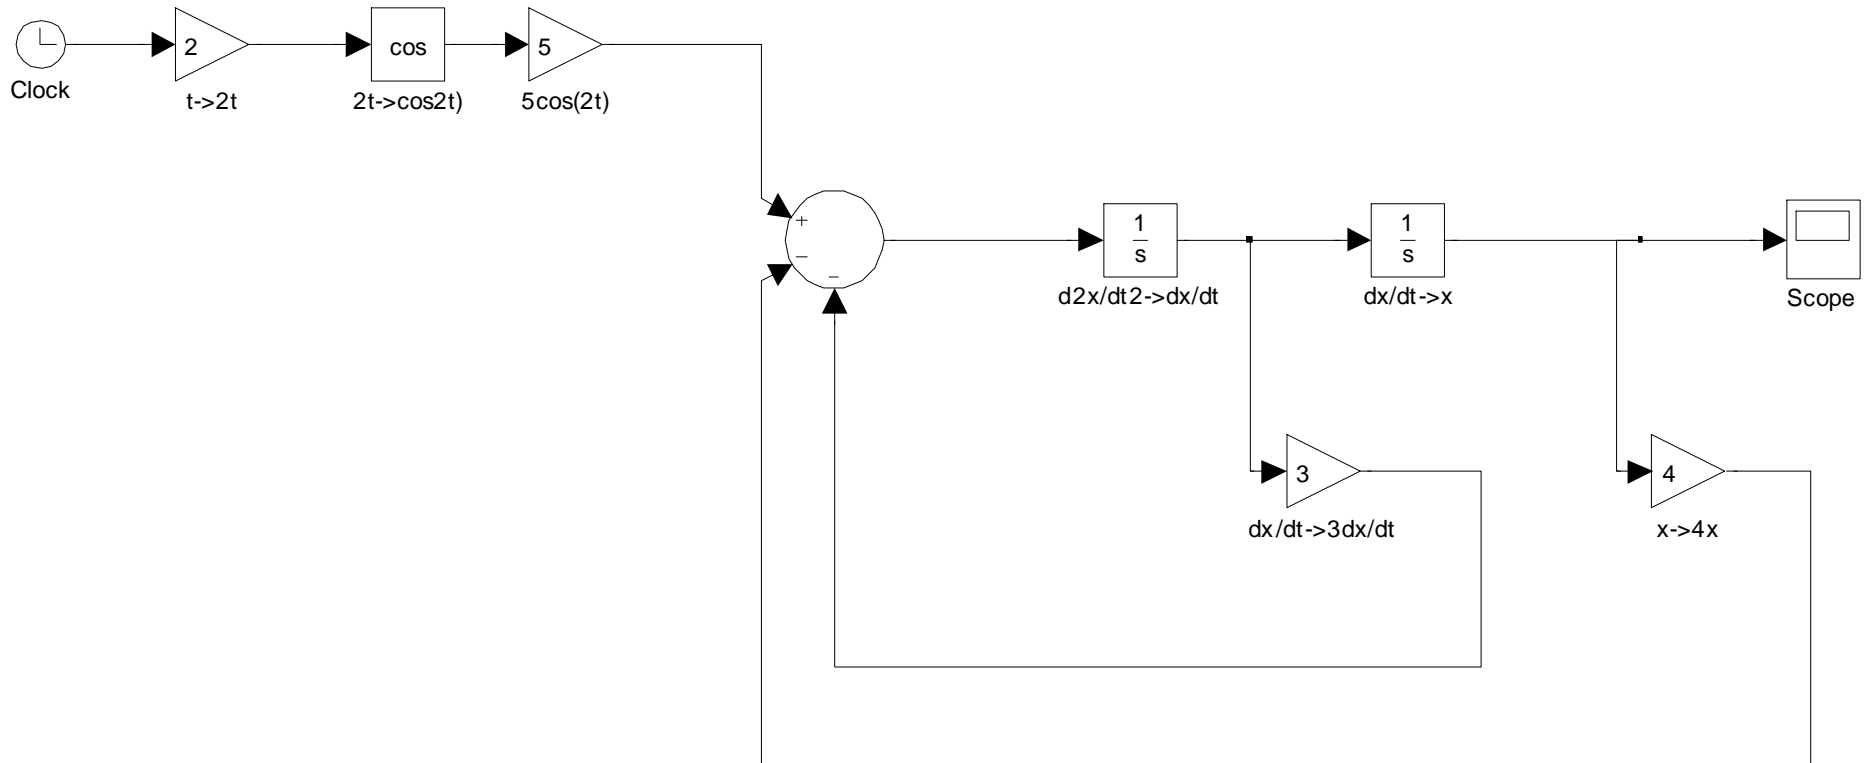 2
cos
5
Clock
t->2t
2t->cos2t)
5cos(2t)
+
−
−
1
s
1
s
d2x/dt2->dx/dt
dx/dt->x
Scope
3
4
dx/dt->3dx/dt
x->4x